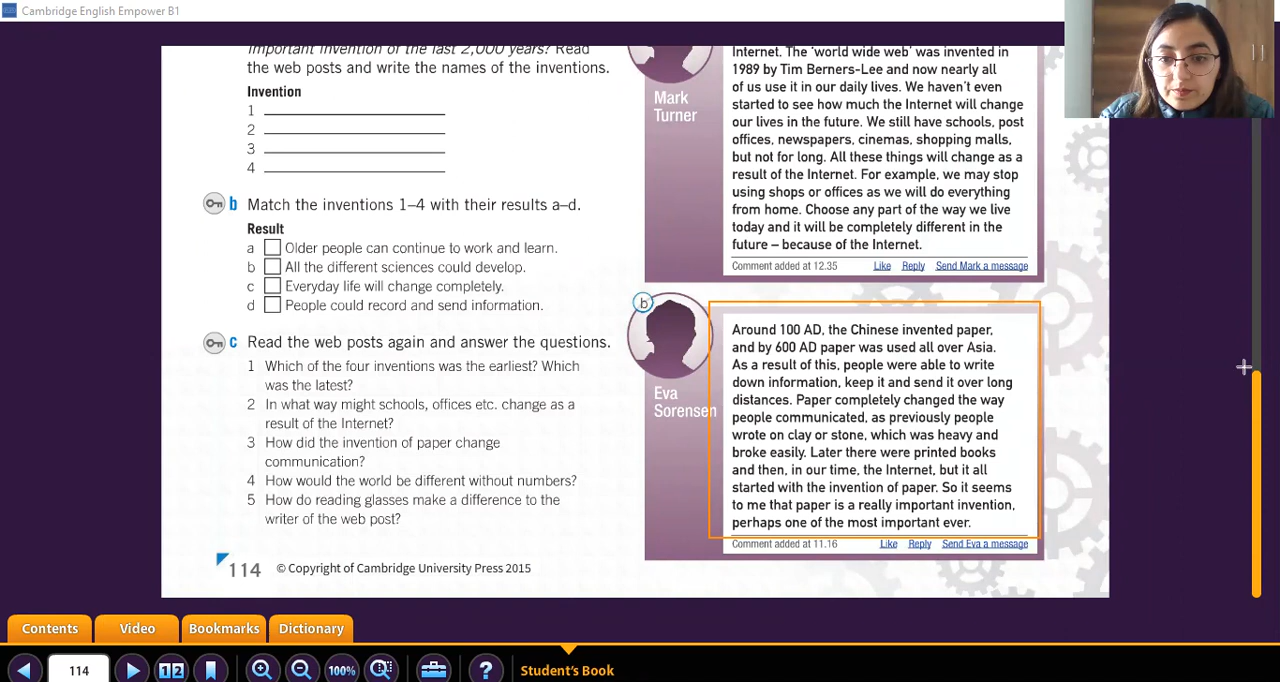 Cambridge English Empower B1
important invention of the last 2,000 years? Read
the web posts and write the names of the inventions.
Invention
1
2
3
4
b Match the inventions 1–4 with their results a–d.
Result
a Older people can continue to work and learn.
b All the different sciences could develop.
c Everyday life will change completely.
d People could record and send information.
c Read the web posts again and answer the questions.
1 Which of the four inventions was the earliest? Which
was the latest?
2 In what way might schools, offices etc. change as a
result of the Internet?
3 How did the invention of paper change
communication?
4 How would the world be different without numbers?
5 How do reading glasses make a difference to the
writer of the web post?
114 © Copyright of Cambridge University Press 2015
Mark
Turner
Internet. The 'world wide web' was invented in
1989 by Tim Berners-Lee and now nearly all
of us use it in our daily lives. We haven't even
started to see how much the Internet will change
our lives in the future. We still have schools, post
offices, newspapers, cinemas, shopping malls,
but not for long. All these things will change as a
result of the Internet. For example, we may stop
using shops or offices as we will do everything
from home. Choose any part of the way we live
today and it will be completely different in the
future – because of the Internet.
Comment added at 12.35 Like Reply Send Mark a message
b
Eva
Sorensen
Around 100 AD, the Chinese invented paper,
and by 600 AD paper was used all over Asia.
As a result of this, people were able to write
down information, keep it and send it over long
distances. Paper completely changed the way
people communicated, as previously people
wrote on clay or stone, which was heavy and
broke easily. Later there were printed books
and then, in our time, the Internet, but it all
started with the invention of paper. So it seems
to me that paper is a really important invention,
perhaps one of the most important ever.
Comment added at 11.16 Like Reply Send Eva a message
Contents Video Bookmarks Dictionary
114 12 100% ? Student's Book